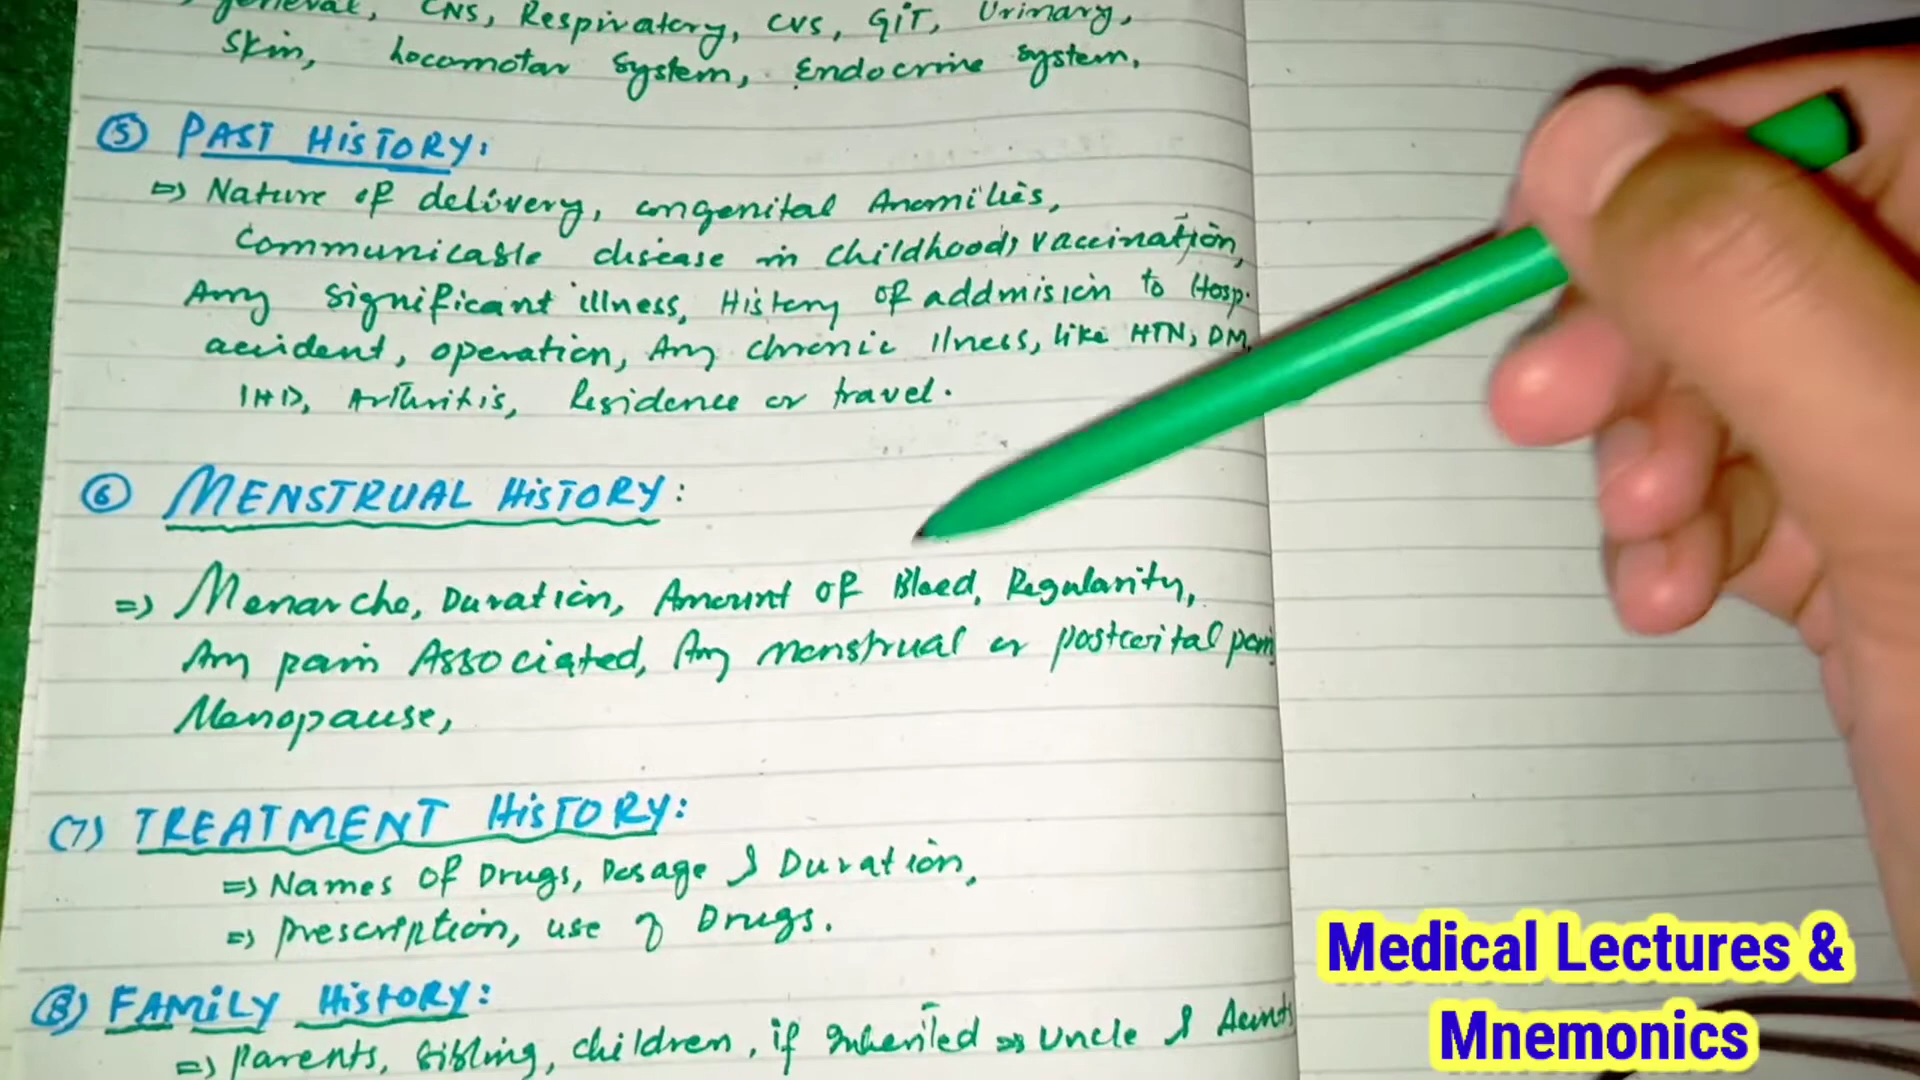 general, CNS, Respiratory, CVS, GiT, Urinary,
Skin, Locomotar System, Endocrine System,
(5) PAST HiSTORY:
⇒ Nature of delivery, congenital Anamilies,
Communicable disease in childhood, vaccination,
Any significant illness, History of addmision to Hosp.
accident, operation, Any chronic illness, like HTN, DM,
IHD, Arthritis, Residence or travel.
(6) MENSTRUAL HiSTORY:
⇒ Menarche, Duration, Amount of Blood, Regularity,
Any pain Associated, Any menstrual or postcoital pain
Menopause,
(7) TREATMENT HiSTORY:
⇒ Names of Drugs, Dosage & Duration,
⇒ prescription, use of Drugs.
(8) FAMiLY HiSTORY:
⇒ parents, sibling, children, if inherited ⇒ Uncle & Aunts
Medical Lectures &
Mnemonics